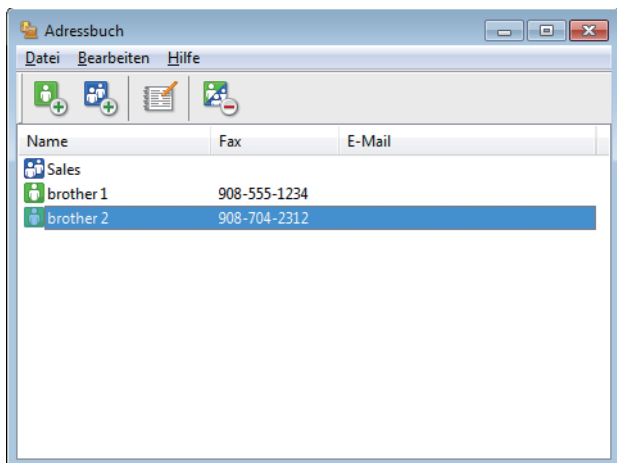 Adressbuch
Datei Bearbeiten Hilfe
Name Fax E-Mail
Sales
brother 1 908-555-1234
brother 2 908-704-2312